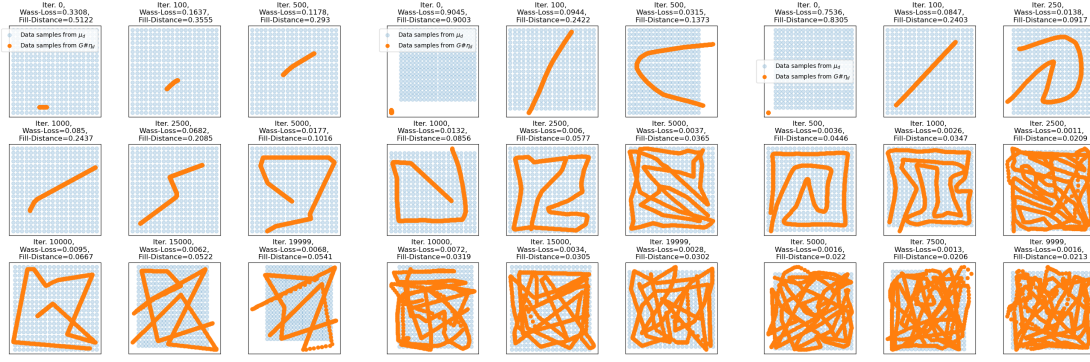 Iter. 0,
Wass-Loss=0.3308,
Fill-Distance=0.5122
Data samples from μ_d
Data samples from G#η_d
Iter. 100,
Wass-Loss=0.1637,
Fill-Distance=0.3555
Iter. 500,
Wass-Loss=0.1178,
Fill-Distance=0.293
Iter. 0,
Wass-Loss=0.9045,
Fill-Distance=0.9003
Data samples from μ_d
Data samples from G#η_d
Iter. 100,
Wass-Loss=0.0944,
Fill-Distance=0.2422
Iter. 500,
Wass-Loss=0.0315,
Fill-Distance=0.1373
Iter. 0,
Wass-Loss=0.7536,
Fill-Distance=0.8305
Data samples from μ_d
Data samples from G#η_d
Iter. 100,
Wass-Loss=0.0847,
Fill-Distance=0.2403
Iter. 250,
Wass-Loss=0.0138,
Fill-Distance=0.0917
Iter. 1000,
Wass-Loss=0.085,
Fill-Distance=0.2437
Iter. 2500,
Wass-Loss=0.0682,
Fill-Distance=0.2085
Iter. 5000,
Wass-Loss=0.0177,
Fill-Distance=0.1016
Iter. 1000,
Wass-Loss=0.0132,
Fill-Distance=0.0856
Iter. 2500,
Wass-Loss=0.006,
Fill-Distance=0.0577
Iter. 5000,
Wass-Loss=0.0037,
Fill-Distance=0.0365
Iter. 500,
Wass-Loss=0.0036,
Fill-Distance=0.0446
Iter. 1000,
Wass-Loss=0.0026,
Fill-Distance=0.0347
Iter. 2500,
Wass-Loss=0.0011,
Fill-Distance=0.0209
Iter. 10000,
Wass-Loss=0.0095,
Fill-Distance=0.0667
Iter. 15000,
Wass-Loss=0.0062,
Fill-Distance=0.0522
Iter. 19999,
Wass-Loss=0.0068,
Fill-Distance=0.0541
Iter. 10000,
Wass-Loss=0.0072,
Fill-Distance=0.0319
Iter. 15000,
Wass-Loss=0.0034,
Fill-Distance=0.0305
Iter. 19999,
Wass-Loss=0.0028,
Fill-Distance=0.0302
Iter. 5000,
Wass-Loss=0.0016,
Fill-Distance=0.022
Iter. 7500,
Wass-Loss=0.0013,
Fill-Distance=0.0206
Iter. 9999,
Wass-Loss=0.0016,
Fill-Distance=0.0213